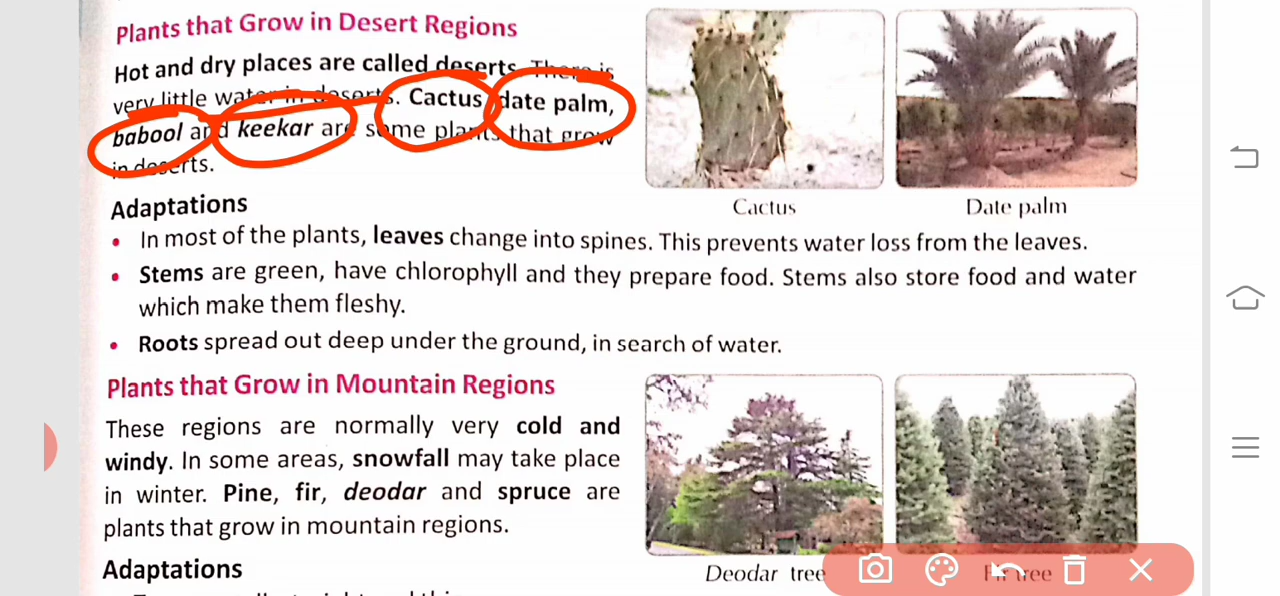 Plants that Grow in Desert Regions
Hot and dry places are called deserts. There is
very little water in deserts. Cactus, date palm,
babool and keekar are some plants that grow
in deserts.
Cactus
Date palm
Adaptations
• In most of the plants, leaves change into spines. This prevents water loss from the leaves.
• Stems are green, have chlorophyll and they prepare food. Stems also store food and water
which make them fleshy.
• Roots spread out deep under the ground, in search of water.
Plants that Grow in Mountain Regions
These regions are normally very cold and
windy. In some areas, snowfall may take place
in winter. Pine, fir, deodar and spruce are
plants that grow in mountain regions.
Deodar tree
Fir tree
Adaptations